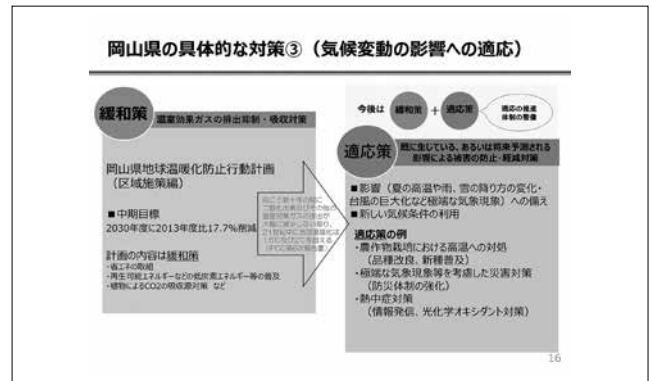 岡山県の具体的な対策③（気候変動の影響への適応）
今後は 緩和策 + 適応策 適応の推進
体制の整備
緩和策 温室効果ガスの排出抑制・吸収対策
岡山県地球温暖化防止行動計画
（区域施策編）
■中期目標
2030年度に2013年度比17.7%削減
計画の内容は緩和策
・省エネの取組
・再生可能エネルギーなどの低炭素エネルギー等の普及
・植物によるCO2の吸収源対策 など
適応策 既に生じている、あるいは将来予測される
影響による被害の防止・軽減対策
■影響（夏の高温や雨、雪の降り方の変化・
台風の巨大化など極端な気象現象）への備え
■新しい気候条件の利用
適応策の例
・農作物栽培における高温への対処
（品種改良、新種普及）
・極端な気象現象等を考慮した災害対策
（防災体制の強化）
・熱中症対策
（情報発信、光化学オキシダント対策）
16